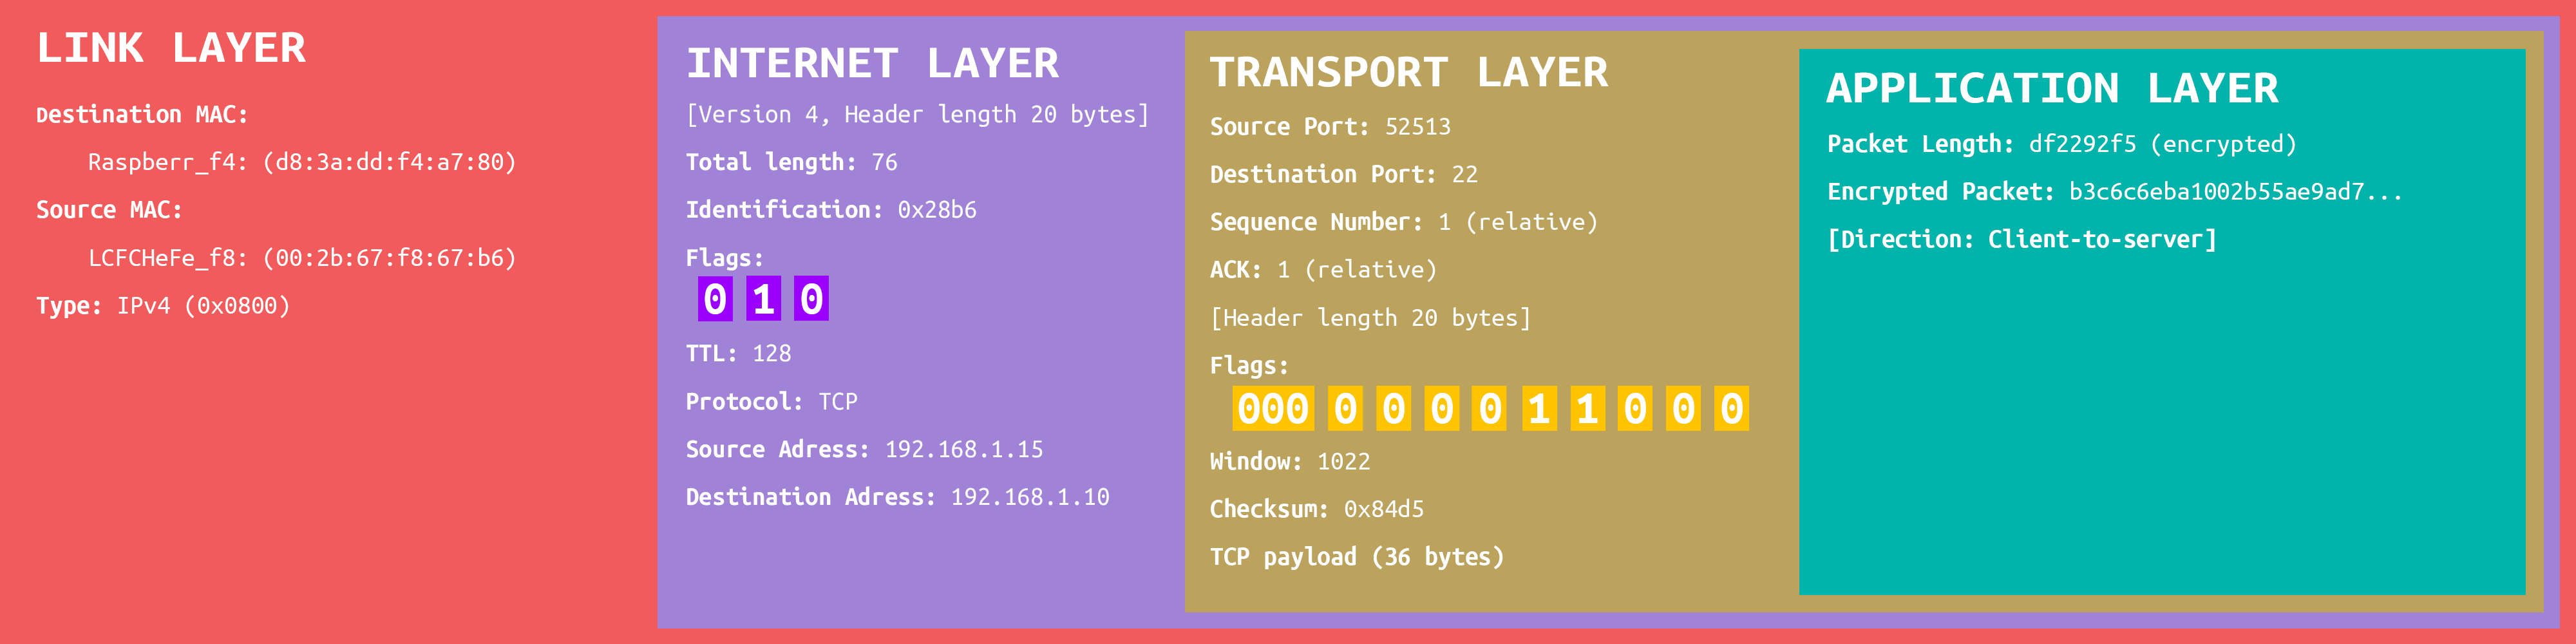 LINK LAYER
Destination MAC:
Raspberr_f4: (d8:3a:dd:f4:a7:80)
Source MAC:
LCFCHeFe_f8: (00:2b:67:f8:67:b6)
Type: IPv4 (0x0800)
INTERNET LAYER
[Version 4, Header length 20 bytes]
Total length: 76
Identification: 0x28b6
Flags:
0 1 0
TTL: 128
Protocol: TCP
Source Adress: 192.168.1.15
Destination Adress: 192.168.1.10
TRANSPORT LAYER
Source Port: 52513
Destination Port: 22
Sequence Number: 1 (relative)
ACK: 1 (relative)
[Header length 20 bytes]
Flags:
000 0 0 0 0 1 1 0 0 0
Window: 1022
Checksum: 0x84d5
TCP payload (36 bytes)
APPLICATION LAYER
Packet Length: df2292f5 (encrypted)
Encrypted Packet: b3c6c6eba1002b55ae9ad7...
[Direction: Client-to-server]